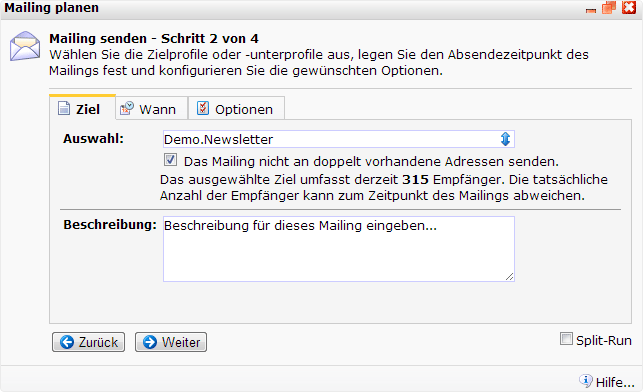 Mailing planen
Mailing senden - Schritt 2 von 4
Wählen Sie die Zielprofile oder -unterprofile aus, legen Sie den Absendezeitpunkt des
Mailings fest und konfigurieren Sie die gewünschten Optionen.
Ziel Wann Optionen
Auswahl: Demo.Newsletter
Das Mailing nicht an doppelt vorhandene Adressen senden.
Das ausgewählte Ziel umfasst derzeit 315 Empfänger. Die tatsächliche
Anzahl der Empfänger kann zum Zeitpunkt des Mailings abweichen.
Beschreibung: Beschreibung für dieses Mailing eingeben...
Zurück Weiter Split-Run
Hilfe...